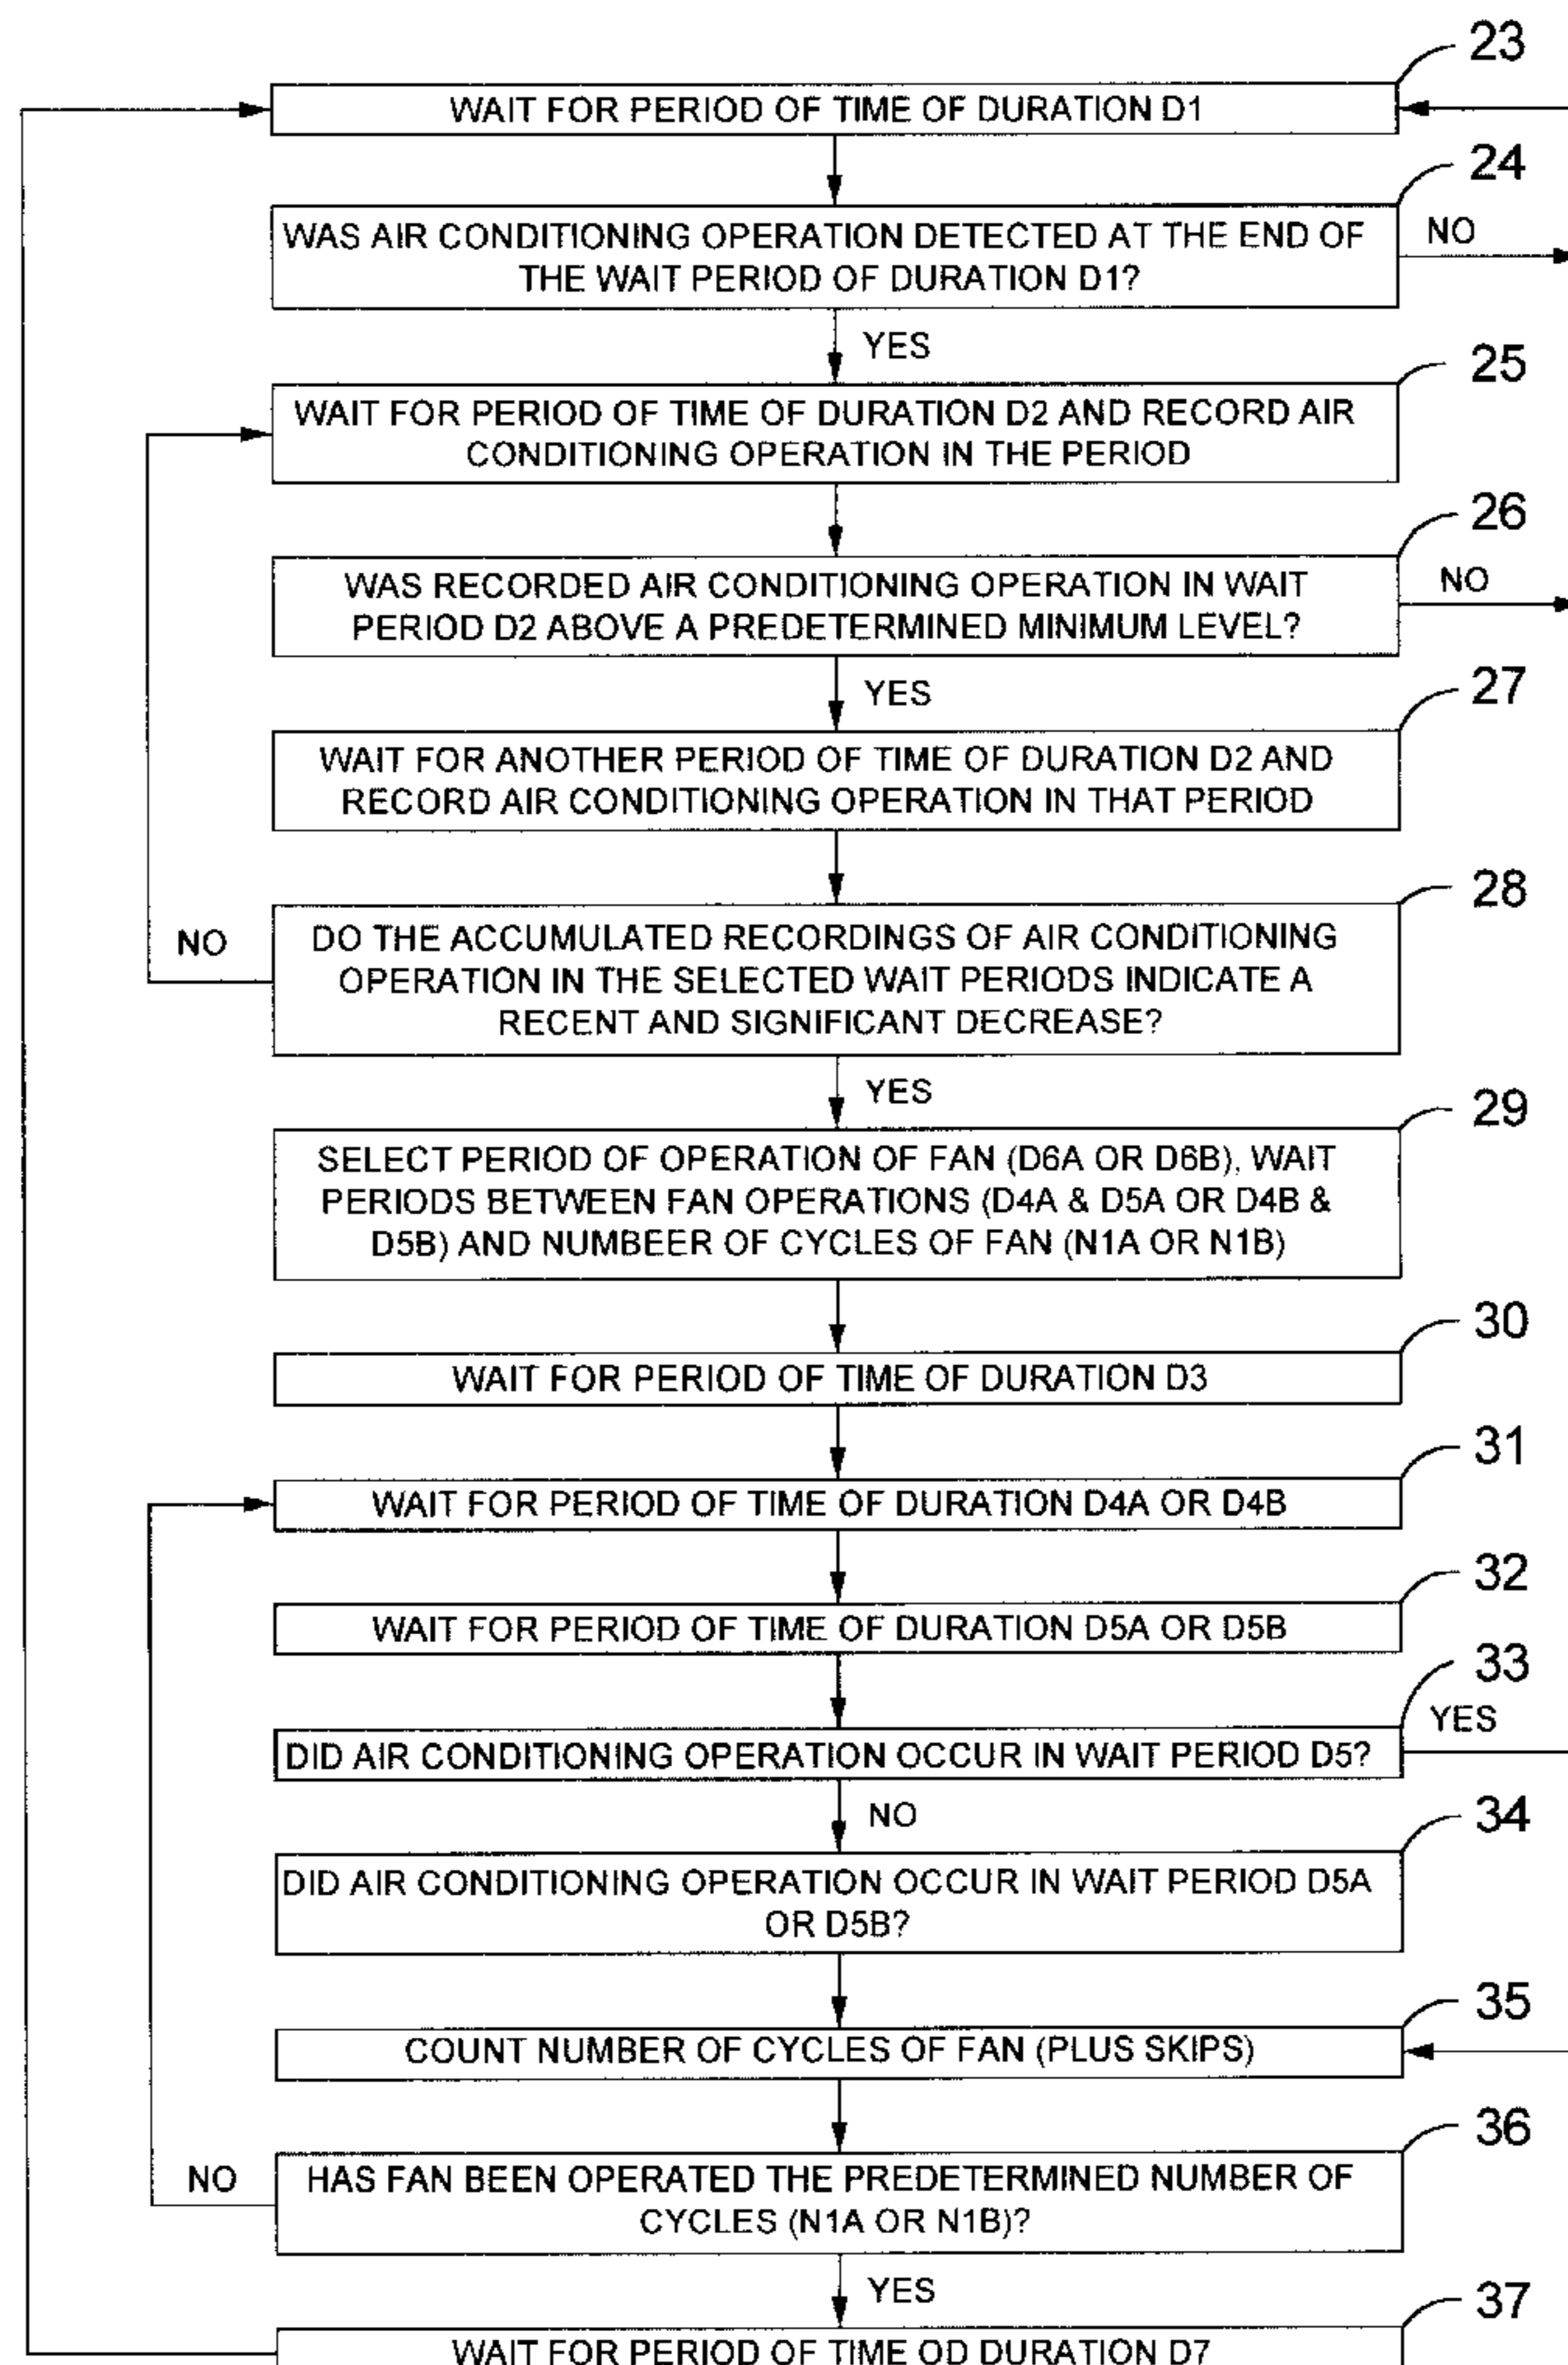 23
WAIT FOR PERIOD OF TIME OF DURATION D1
24
WAS AIR CONDITIONING OPERATION DETECTED AT THE END OF
THE WAIT PERIOD OF DURATION D1?
NO
YES
25
WAIT FOR PERIOD OF TIME OF DURATION D2 AND RECORD AIR
CONDITIONING OPERATION IN THE PERIOD
26
WAS RECORDED AIR CONDITIONING OPERATION IN WAIT
PERIOD D2 ABOVE A PREDETERMINED MINIMUM LEVEL?
NO
YES
27
WAIT FOR ANOTHER PERIOD OF TIME OF DURATION D2 AND
RECORD AIR CONDITIONING OPERATION IN THAT PERIOD
28
NO
DO THE ACCUMULATED RECORDINGS OF AIR CONDITIONING
OPERATION IN THE SELECTED WAIT PERIODS INDICATE A
RECENT AND SIGNIFICANT DECREASE?
YES
29
SELECT PERIOD OF OPERATION OF FAN (D6A OR D6B), WAIT
PERIODS BETWEEN FAN OPERATIONS (D4A & D5A OR D4B &
D5B) AND NUMBEER OF CYCLES OF FAN (N1A OR N1B)
30
WAIT FOR PERIOD OF TIME OF DURATION D3
31
WAIT FOR PERIOD OF TIME OF DURATION D4A OR D4B
32
WAIT FOR PERIOD OF TIME OF DURATION D5A OR D5B
33
DID AIR CONDITIONING OPERATION OCCUR IN WAIT PERIOD D5?
YES
NO
34
DID AIR CONDITIONING OPERATION OCCUR IN WAIT PERIOD D5A
OR D5B?
35
COUNT NUMBER OF CYCLES OF FAN (PLUS SKIPS)
36
NO
HAS FAN BEEN OPERATED THE PREDETERMINED NUMBER OF
CYCLES (N1A OR N1B)?
YES
37
WAIT FOR PERIOD OF TIME OD DURATION D7